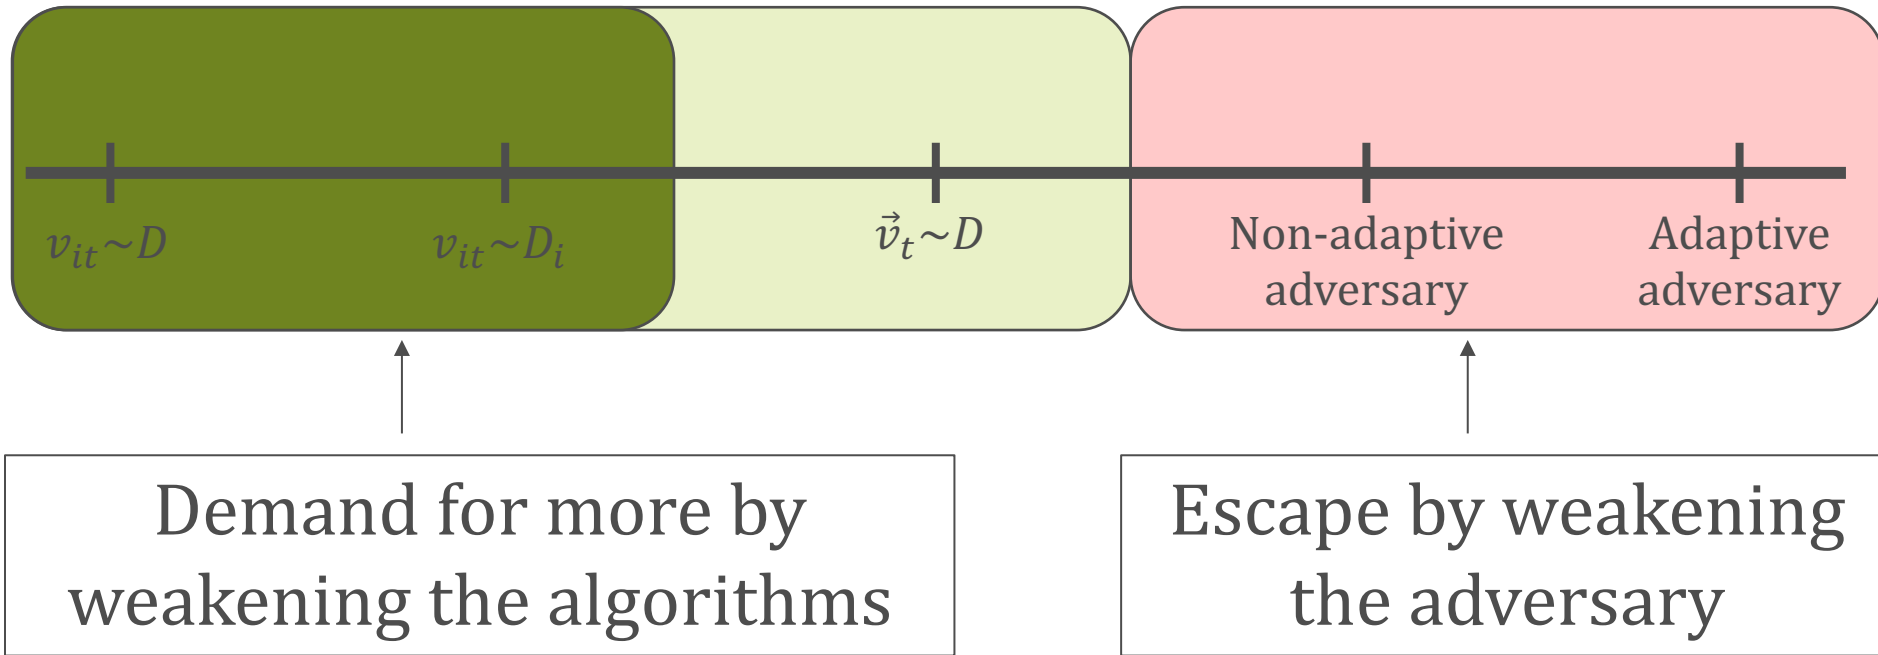 v_{it}~D
v_{it}~D_i
\vec{v}_t~D
Non-adaptive
adversary
Adaptive
adversary
Demand for more by
weakening the algorithms
Escape by weakening
the adversary